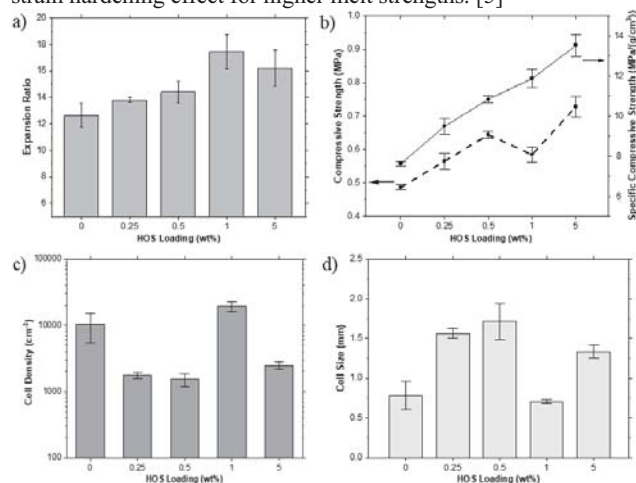 strain hardening effect for higher melt strengths. [5]
a)
20
18
16
14
12
10
8
6
Expansion Ratio
0 0.25 0.5 1 5
HOS Loading (wt%)
b)
1.0
0.9
0.8
0.7
0.6
0.5
0.4
Compressive Strength (MPa)
14
12
10
8
6
Specific Compressive Strength (MPa/(g/cm³))
0 0.25 0.5 1 5
HOS Loading (wt%)
c)
100000
10000
1000
100
Cell Density (cm⁻³)
0 0.25 0.5 1 5
HOS Loading (wt%)
d)
2.5
2.0
1.5
1.0
0.5
0.0
Cell Size (mm)
0 0.25 0.5 1 5
HOS Loading (wt%)